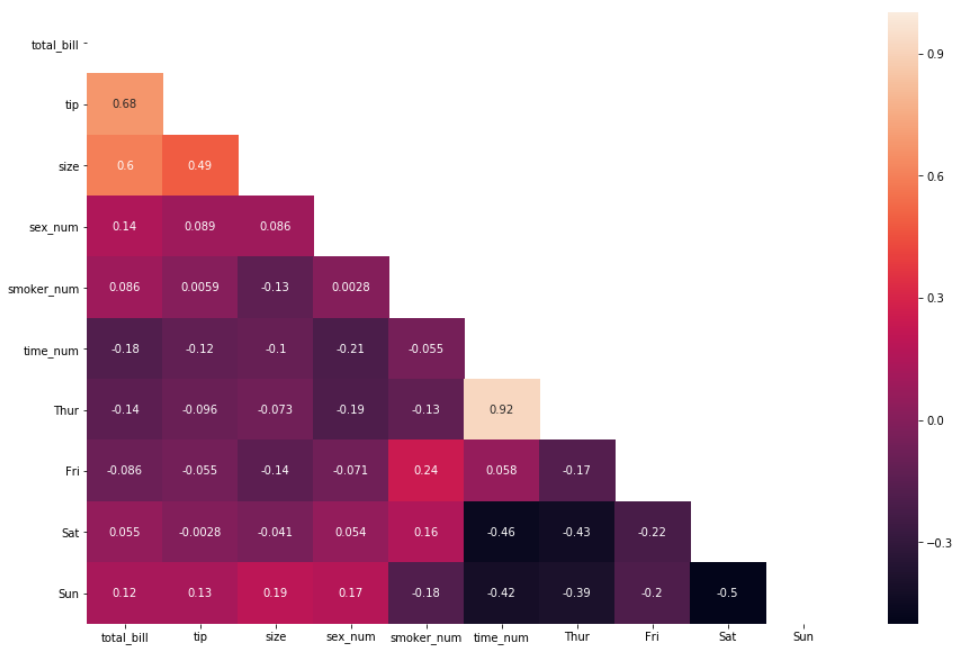 total_bill
tip 0.68
size 0.6 0.49
sex_num 0.14 0.089 0.086
smoker_num 0.086 0.0059 -0.13 0.0028
time_num -0.18 -0.12 -0.1 -0.21 -0.055
Thur -0.14 -0.096 -0.073 -0.19 -0.13 0.92
Fri -0.086 -0.055 -0.14 -0.071 0.24 0.058 -0.17
Sat 0.055 -0.0028 -0.041 0.054 0.16 -0.46 -0.43 -0.22
Sun 0.12 0.13 0.19 0.17 -0.18 -0.42 -0.39 -0.2 -0.5
total_bill tip size sex_num smoker_num time_num Thur Fri Sat Sun
0.9
0.6
0.3
0.0
−0.3